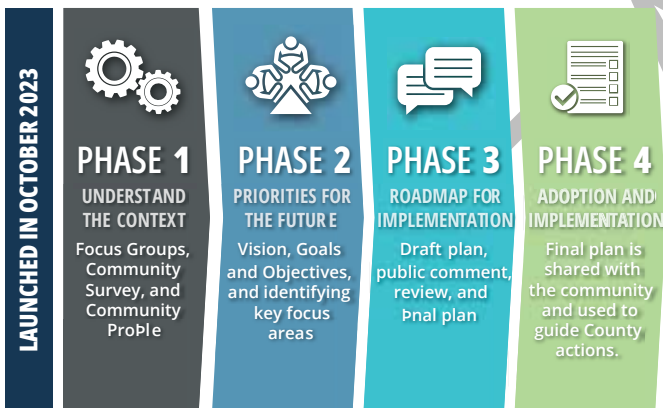 LAUNCHED IN OCTOBER 2023
PHASE 1
UNDERSTAND
THE CONTEXT
Focus Groups,
Community
Survey, and
Community
ProÞle
PHASE 2
PRIORITIES FOR
THE FUTURE
Vision, Goals
and Objectives,
and identifying
key focus
areas
PHASE 3
ROADMAP FOR
IMPLEMENTATION
Draft plan,
public comment,
review, and
Þnal plan
PHASE 4
ADOPTION AND
IMPLEMENTATION
Final plan is
shared with
the community
and used to
guide County
actions.